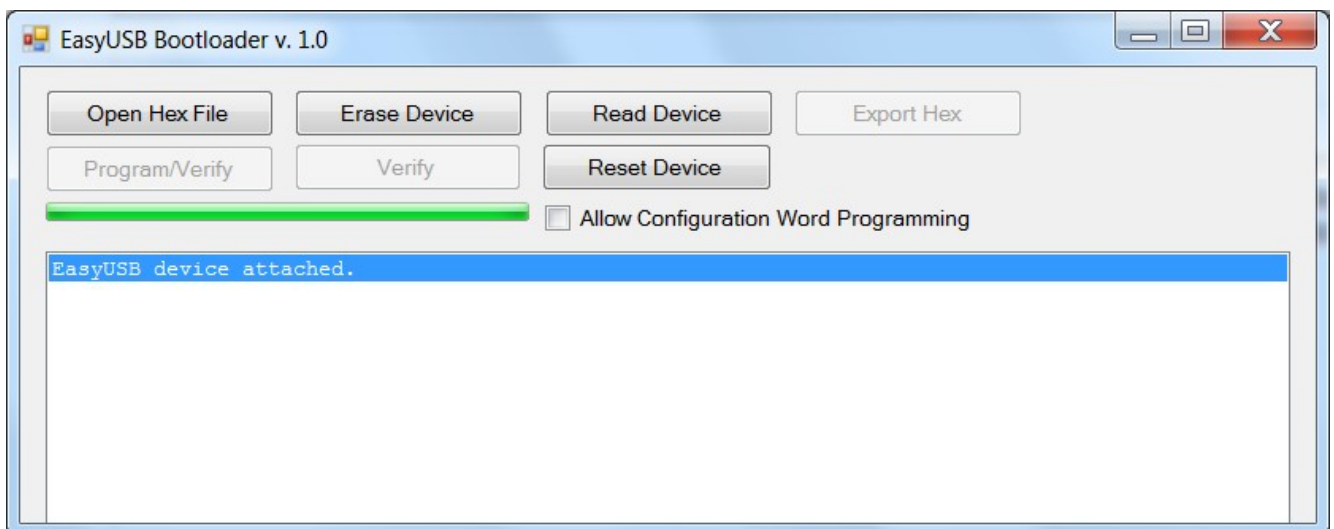 EasyUSB Bootloader v. 1.0
Open Hex File Erase Device Read Device Export Hex
Program/Verify Verify Reset Device
Allow Configuration Word Programming
EasyUSB device attached.